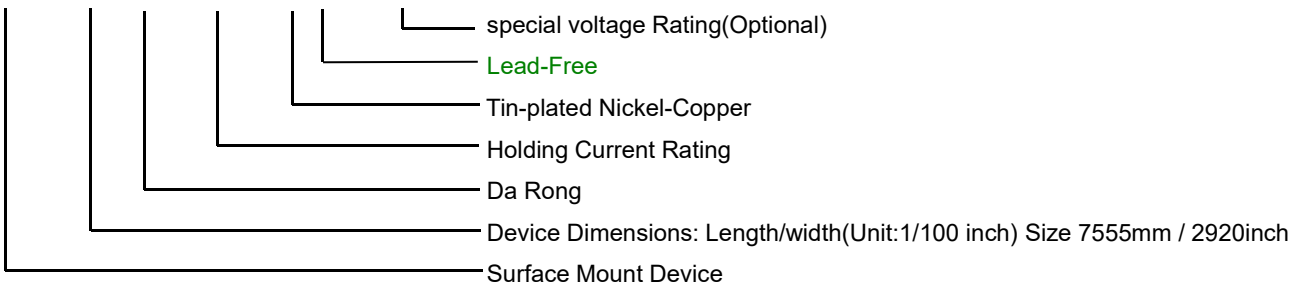 special voltage Rating(Optional)
Lead-Free
Tin-plated Nickel-Copper
Holding Current Rating
Da Rong
Device Dimensions: Length/width(Unit:1/100 inch) Size 7555mm / 2920inch
Surface Mount Device